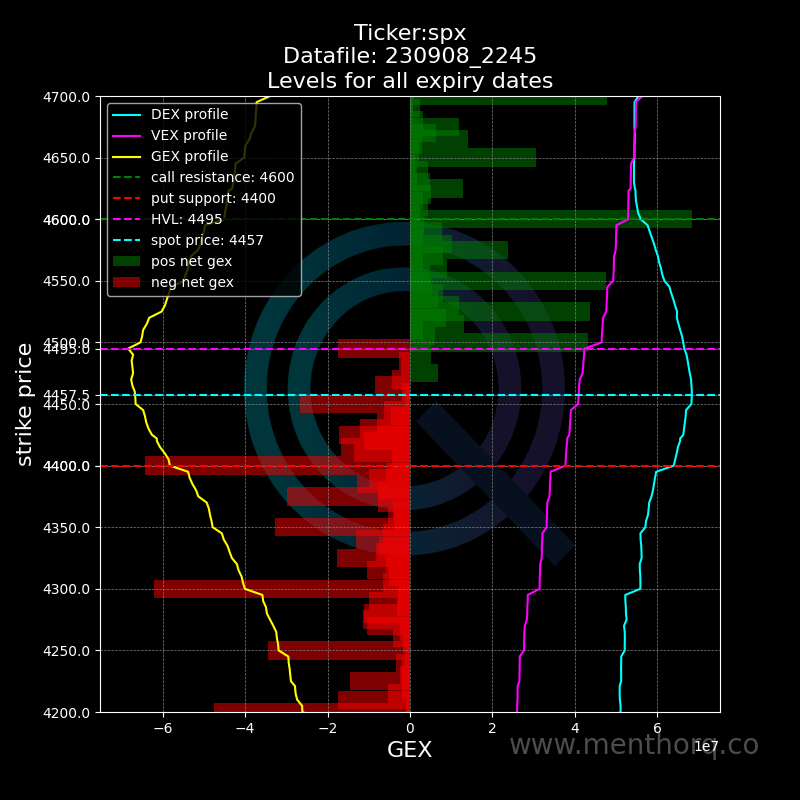 Ticker:spx
Datafile: 230908_2245
Levels for all expiry dates
DEX profile
VEX profile
GEX profile
call resistance: 4600
put support: 4400
HVL: 4495
spot price: 4457
pos net gex
neg net gex
strike price
4700.0
4650.0
4600.0
4550.0
4500.0
4495.0
4457.5
4450.0
4400.0
4350.0
4300.0
4250.0
4200.0
−6 −4 −2 0 2 4 6
1e7
GEX
www.menthorq.co